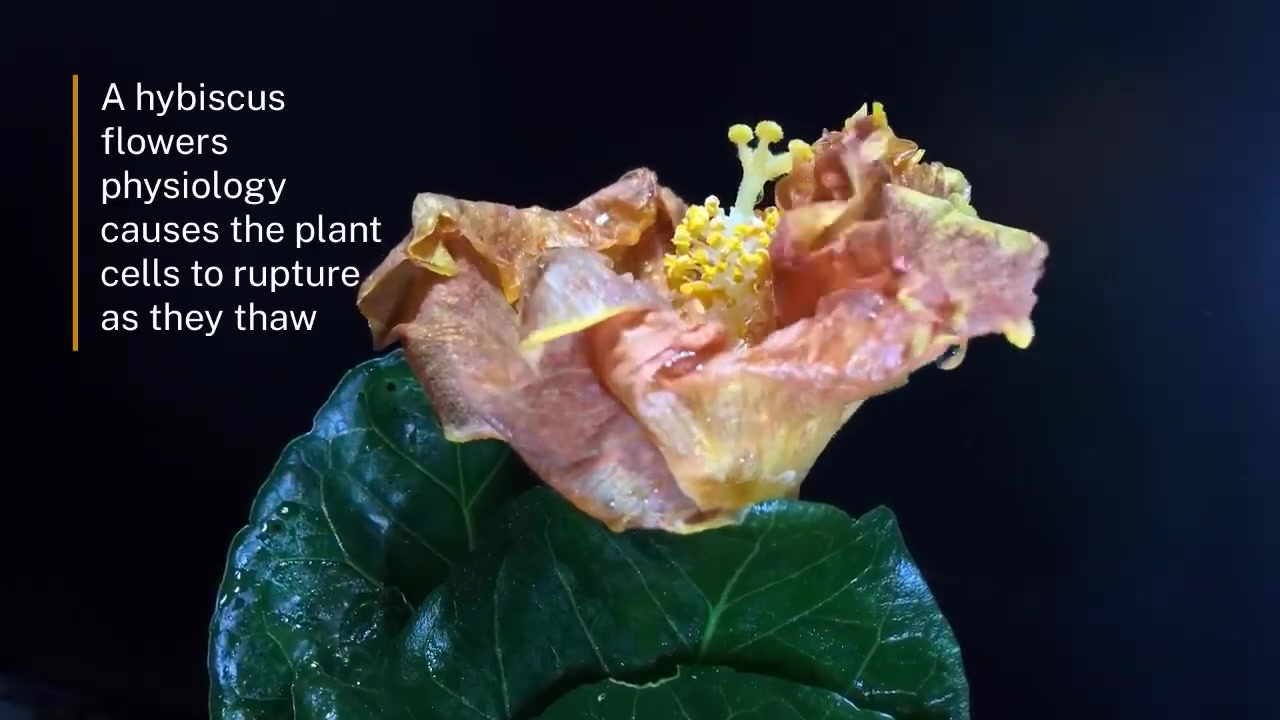 A hybiscus
flowers
physiology
causes the plant
cells to rupture
as they thaw